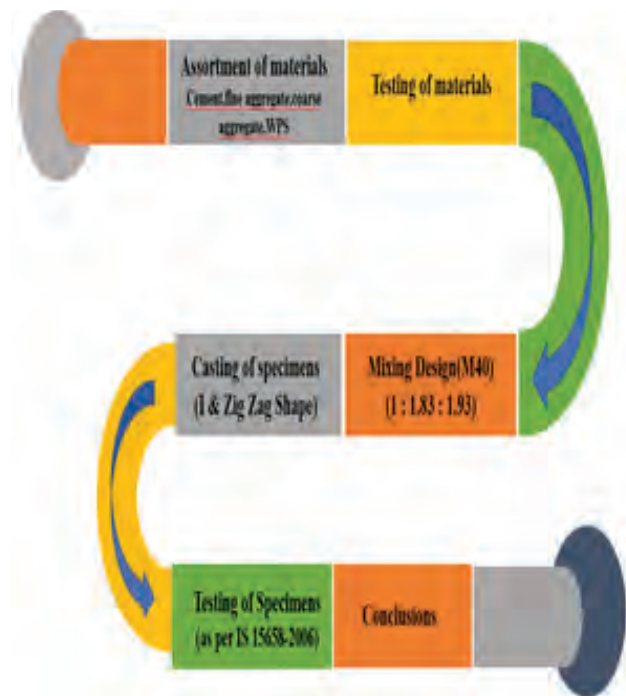 Assortment of materials
Cement.fine aggregate.coarse
aggregate.WPS
Testing of materials
Mixing Design(M40)
(1 : 1.83 : 1.93)
Casting of specimens
(I & Zig Zag Shape)
Testing of Specimens
(as per IS 15658-2006)
Conclusions